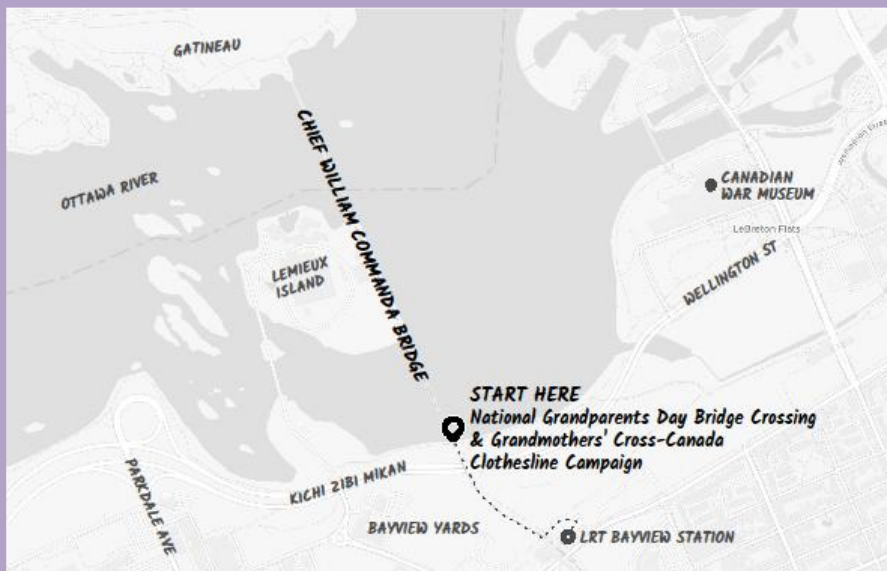 GATINEAU
CHIEF WILLIAM COMMANDA BRIDGE
OTTAWA RIVER
CANADIAN
WAR MUSEUM
LeBreton Flats
LEMIEUX
ISLAND
WELLINGTON ST
START HERE
National Grandparents Day Bridge Crossing
& Grandmothers' Cross-Canada
Clothesline Campaign
KICHI ZIBI MIKAN
PARKDALE AVE
BAYVIEW YARDS
LRT BAYVIEW STATION